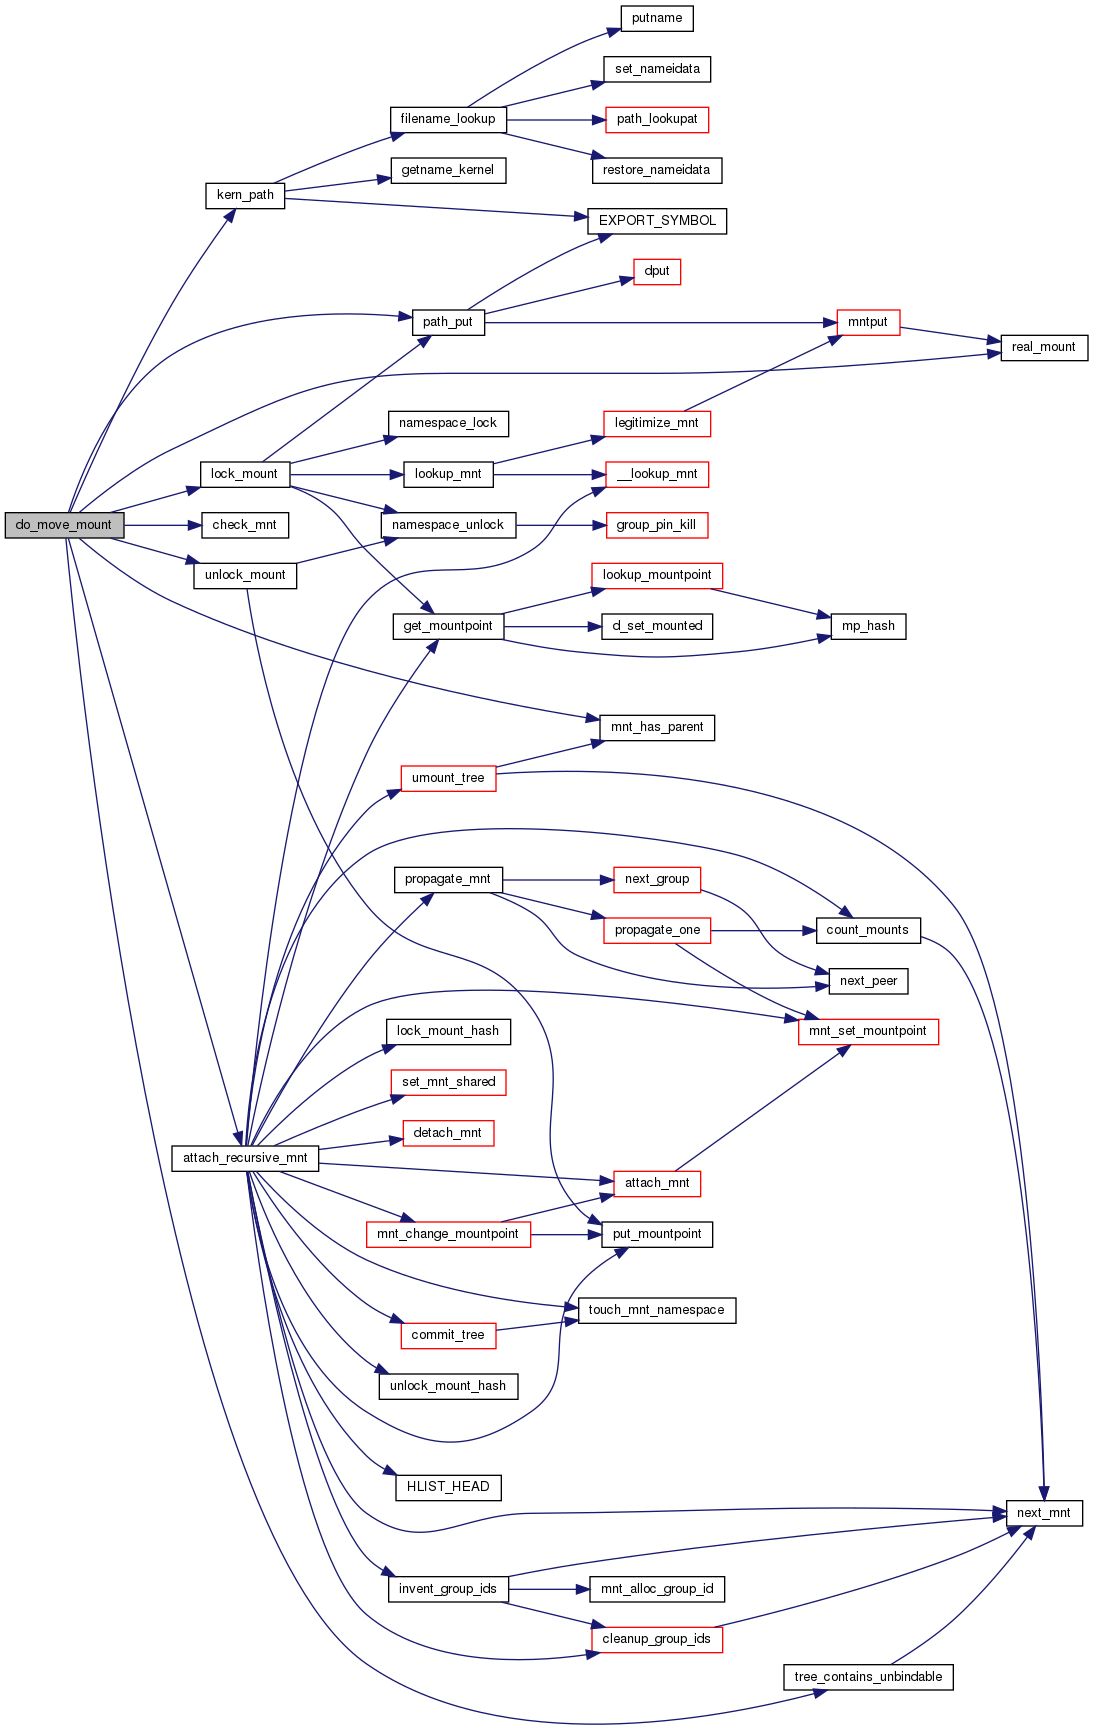 putname
set_nameidata
filename_lookup
path_lookupat
restore_nameidata
getname_kernel
kern_path
EXPORT_SYMBOL
dput
path_put
mntput
real_mount
namespace_lock
legitimize_mnt
lock_mount
lookup_mnt
__lookup_mnt
do_move_mount
check_mnt
namespace_unlock
group_pin_kill
unlock_mount
lookup_mountpoint
get_mountpoint
d_set_mounted
mp_hash
mnt_has_parent
umount_tree
propagate_mnt
next_group
propagate_one
count_mounts
next_peer
lock_mount_hash
mnt_set_mountpoint
set_mnt_shared
detach_mnt
attach_recursive_mnt
attach_mnt
mnt_change_mountpoint
put_mountpoint
touch_mnt_namespace
commit_tree
unlock_mount_hash
HLIST_HEAD
next_mnt
invent_group_ids
mnt_alloc_group_id
cleanup_group_ids
tree_contains_unbindable